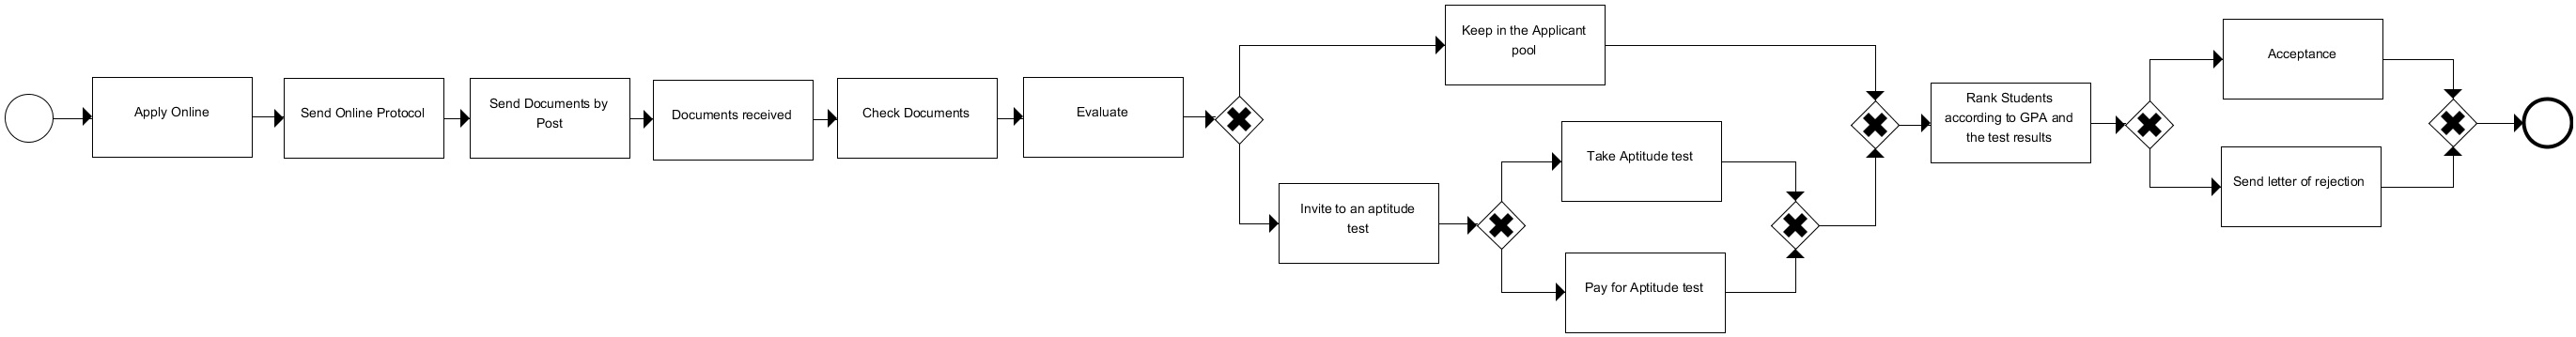 Apply Online
Send Online Protocol
Send Documents by
Post
Documents received
Check Documents
Evaluate
Keep in the Applicant
pool
Invite to an aptitude
test
Take Aptitude test
Pay for Aptitude test
Rank Students
according to GPA and
the test results
Acceptance
Send letter of rejection